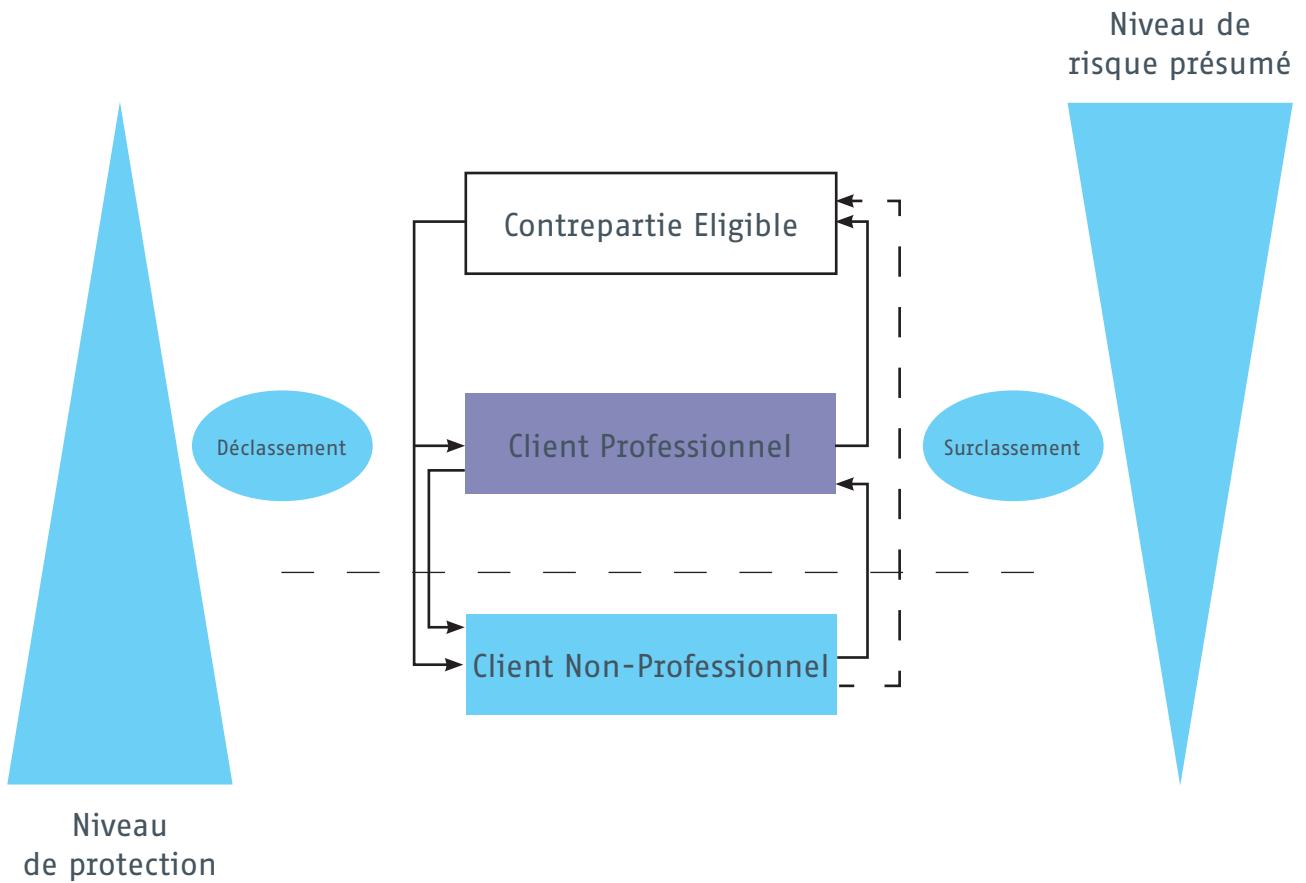 Niveau de
risque présumé
Contrepartie Eligible
Déclassement
Client Professionnel
Surclassement
Client Non-Professionnel
Niveau
de protection